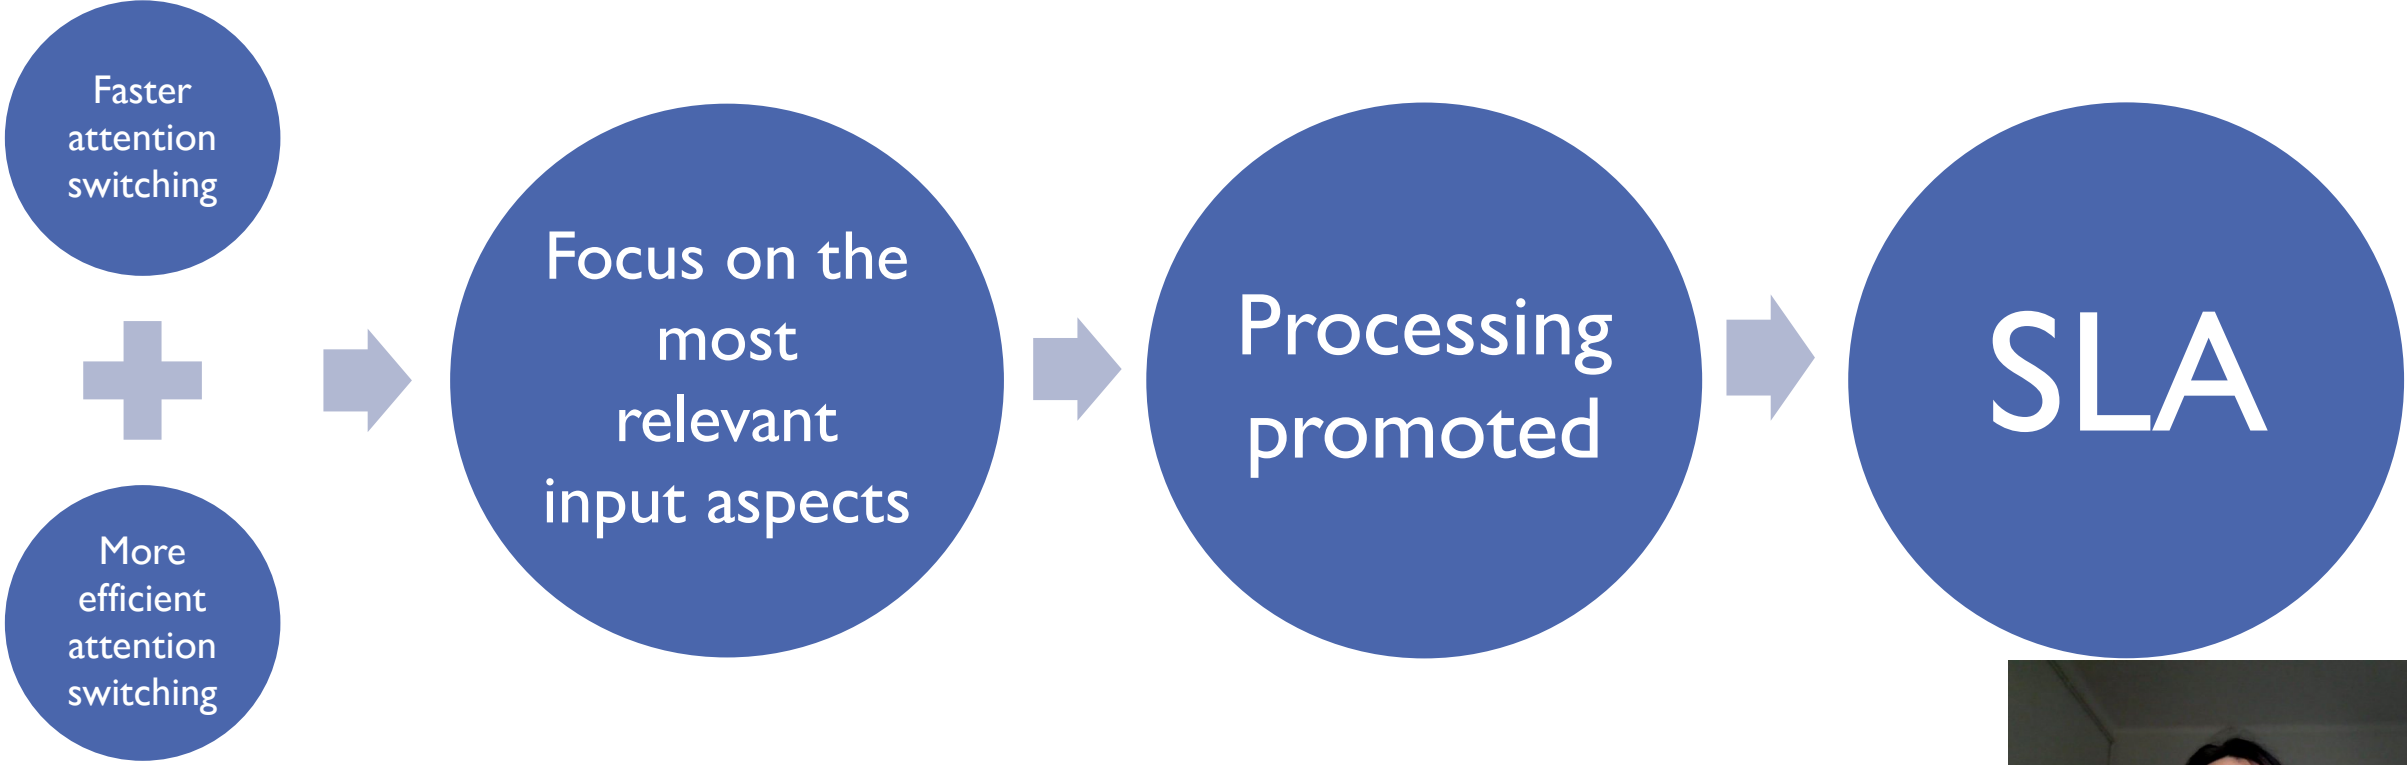 Faster
attention
switching
More
efficient
attention
switching
Focus on the
most
relevant
input aspects
Processing
promoted
SLA